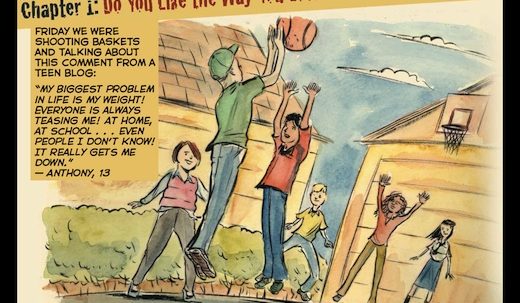 Chapter 1: Do You Like the Way You
FRIDAY WE WERE
SHOOTING BASKETS
AND TALKING ABOUT
THIS COMMENT FROM A
TEEN BLOG:
"MY BIGGEST PROBLEM
IN LIFE IS MY WEIGHT!
EVERYONE IS ALWAYS
TEASING ME! AT HOME,
AT SCHOOL . . . EVEN
PEOPLE I DON'T KNOW!
IT REALLY GETS ME
DOWN."
— ANTHONY, 13